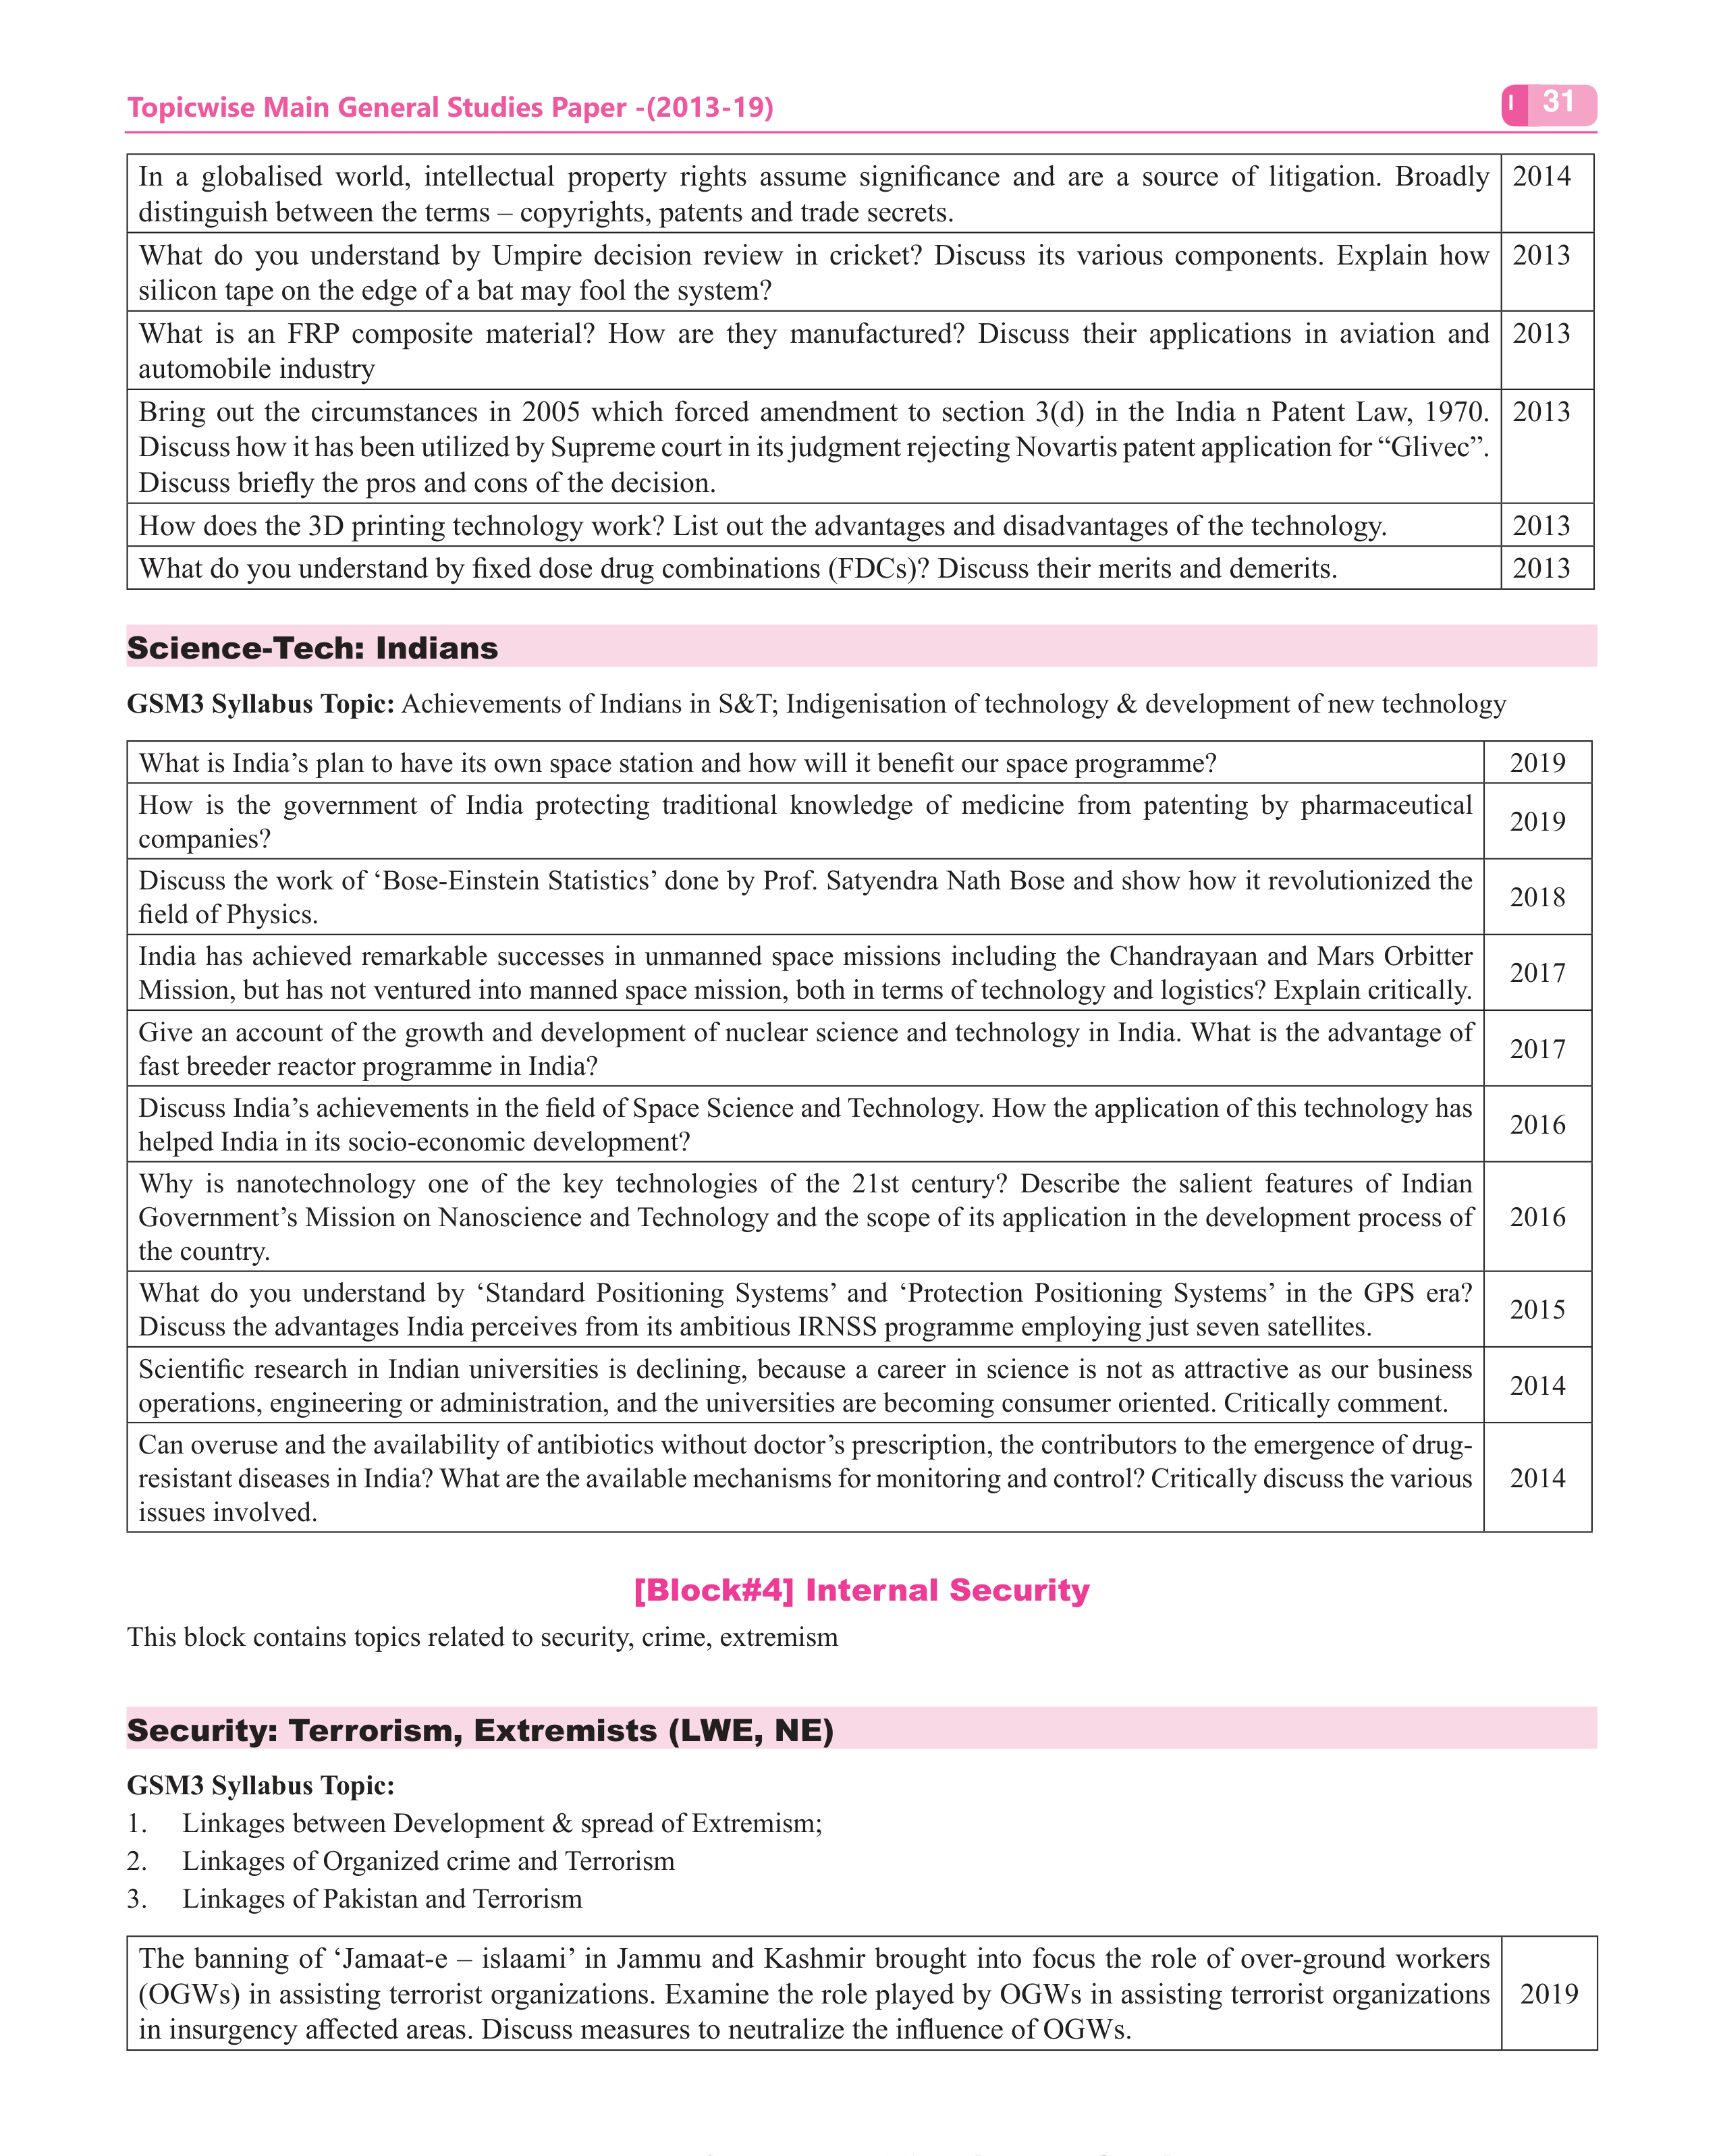 Topicwise Main General Studies Paper -(2013-19)
I 31
In a globalised world, intellectual property rights assume significance and are a source of litigation. Broadly 2014
distinguish between the terms – copyrights, patents and trade secrets.
What do you understand by Umpire decision review in cricket? Discuss its various components. Explain how 2013
silicon tape on the edge of a bat may fool the system?
What is an FRP composite material? How are they manufactured? Discuss their applications in aviation and 2013
automobile industry
Bring out the circumstances in 2005 which forced amendment to section 3(d) in the India n Patent Law, 1970. 2013
Discuss how it has been utilized by Supreme court in its judgment rejecting Novartis patent application for “Glivec”.
Discuss briefly the pros and cons of the decision.
How does the 3D printing technology work? List out the advantages and disadvantages of the technology. 2013
What do you understand by fixed dose drug combinations (FDCs)? Discuss their merits and demerits. 2013
Science-Tech: Indians
GSM3 Syllabus Topic: Achievements of Indians in S&T; Indigenisation of technology & development of new technology
What is India’s plan to have its own space station and how will it benefit our space programme? 2019
How is the government of India protecting traditional knowledge of medicine from patenting by pharmaceutical
companies? 2019
Discuss the work of ‘Bose-Einstein Statistics’ done by Prof. Satyendra Nath Bose and show how it revolutionized the
field of Physics. 2018
India has achieved remarkable successes in unmanned space missions including the Chandrayaan and Mars Orbitter
Mission, but has not ventured into manned space mission, both in terms of technology and logistics? Explain critically. 2017
Give an account of the growth and development of nuclear science and technology in India. What is the advantage of
fast breeder reactor programme in India? 2017
Discuss India’s achievements in the field of Space Science and Technology. How the application of this technology has
helped India in its socio-economic development? 2016
Why is nanotechnology one of the key technologies of the 21st century? Describe the salient features of Indian
Government’s Mission on Nanoscience and Technology and the scope of its application in the development process of 2016
the country.
What do you understand by ‘Standard Positioning Systems’ and ‘Protection Positioning Systems’ in the GPS era?
Discuss the advantages India perceives from its ambitious IRNSS programme employing just seven satellites. 2015
Scientific research in Indian universities is declining, because a career in science is not as attractive as our business
operations, engineering or administration, and the universities are becoming consumer oriented. Critically comment. 2014
Can overuse and the availability of antibiotics without doctor’s prescription, the contributors to the emergence of drug-
resistant diseases in India? What are the available mechanisms for monitoring and control? Critically discuss the various 2014
issues involved.
[Block#4] Internal Security
This block contains topics related to security, crime, extremism
Security: Terrorism, Extremists (LWE, NE)
GSM3 Syllabus Topic:
1. Linkages between Development & spread of Extremism;
2. Linkages of Organized crime and Terrorism
3. Linkages of Pakistan and Terrorism
The banning of ‘Jamaat-e – islaami’ in Jammu and Kashmir brought into focus the role of over-ground workers
(OGWs) in assisting terrorist organizations. Examine the role played by OGWs in assisting terrorist organizations 2019
in insurgency affected areas. Discuss measures to neutralize the influence of OGWs.